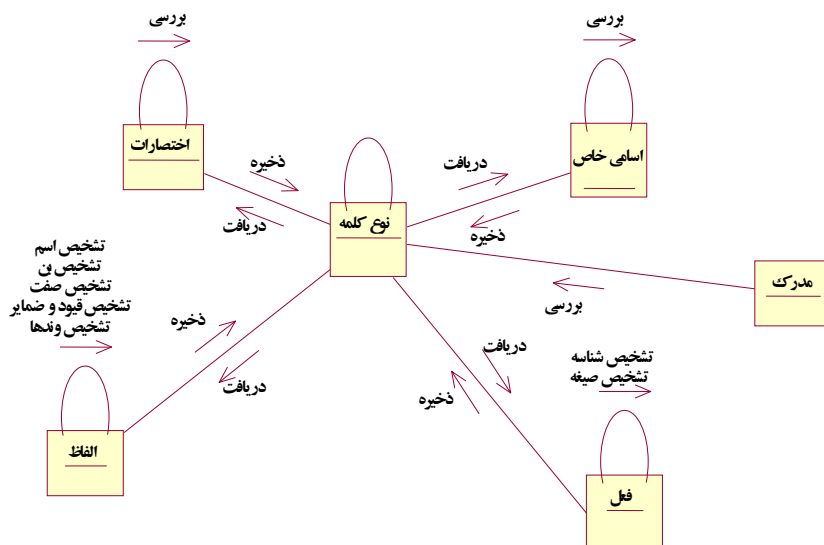 بررسی
بررسی
اختصارات
اسامی خاص
ذخیره
دریافت
نوع کلمه
دریافت
ذخیره
مدرک
بررسی
تشخیص اسم
تشخیص بن
تشخیص صفت
تشخیص قیود و ضمایر
تشخیص وندها
ذخیره
دریافت
دریافت
ذخیره
تشخیص شناسه
تشخیص صیغه
الفاظ
فعل